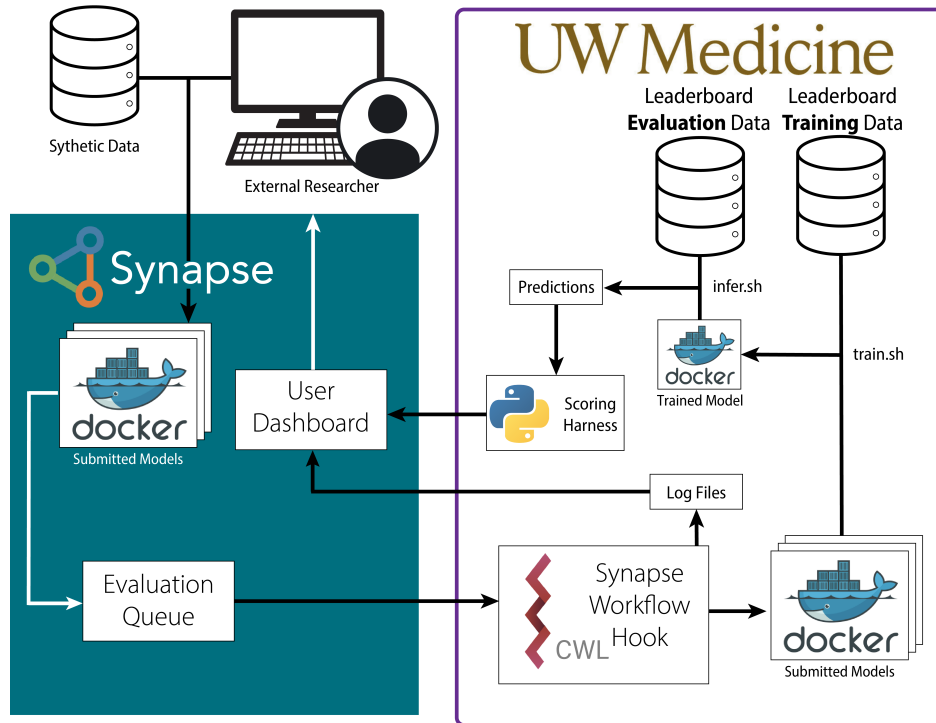 Sythetic Data
External Researcher
UW Medicine
Leaderboard
Evaluation Data
Leaderboard
Training Data
Synapse
docker
Submitted Models
User
Dashboard
Evaluation
Queue
Predictions
infer.sh
docker
Trained Model
train.sh
Scoring
Harness
Log Files
CWL
Synapse
Workflow
Hook
docker
Submitted Models